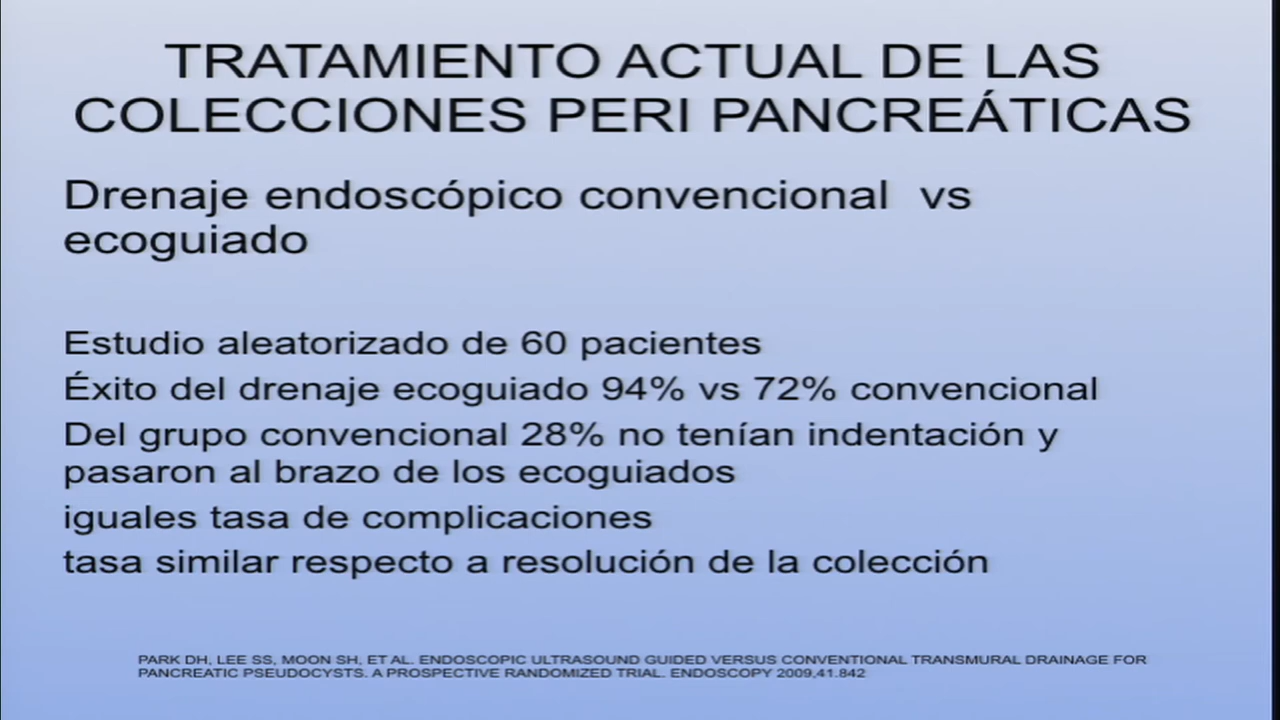 TRATAMIENTO ACTUAL DE LAS
COLECCIONES PERI PANCREÁTICAS
Drenaje endoscópico convencional vs
ecoguiado
Estudio aleatorizado de 60 pacientes
Éxito del drenaje ecoguiado 94% vs 72% convencional
Del grupo convencional 28% no tenían indentación y
pasaron al brazo de los ecoguiados
iguales tasa de complicaciones
tasa similar respecto a resolución de la colección
PARK DH, LEE SS, MOON SH, ET AL. ENDOSCOPIC ULTRASOUND GUIDED VERSUS CONVENTIONAL TRANSMURAL DRAINAGE FOR
PANCREATIC PSEUDOCYSTS. A PROSPECTIVE RANDOMIZED TRIAL. ENDOSCOPY 2009,41.842